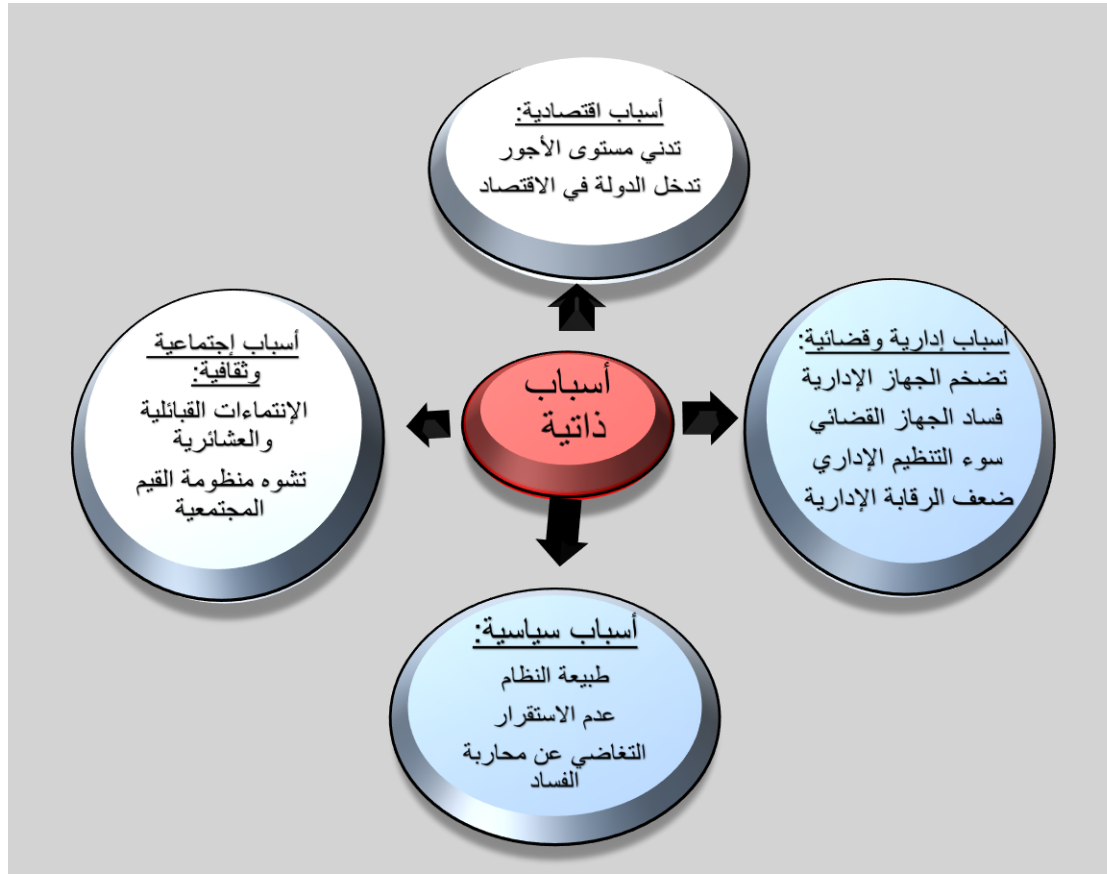 أسباب اقتصادية:
تدني مستوى الأجور
تدخل الدولة في الاقتصاد
أسباب إدارية وقضائية:
تضخم الجهاز الإدارية
فساد الجهاز القضائي
سوء التنظيم الإداري
ضعف الرقابة الإدارية
أسباب
ذاتية
أسباب إجتماعية
وثقافية:
الإنتماءات القبائلية
والعشائرية
تشوه منظومة القيم
المجتمعية
أسباب سياسية:
طبيعة النظام
عدم الاستقرار
التغاضي عن محاربة
الفساد